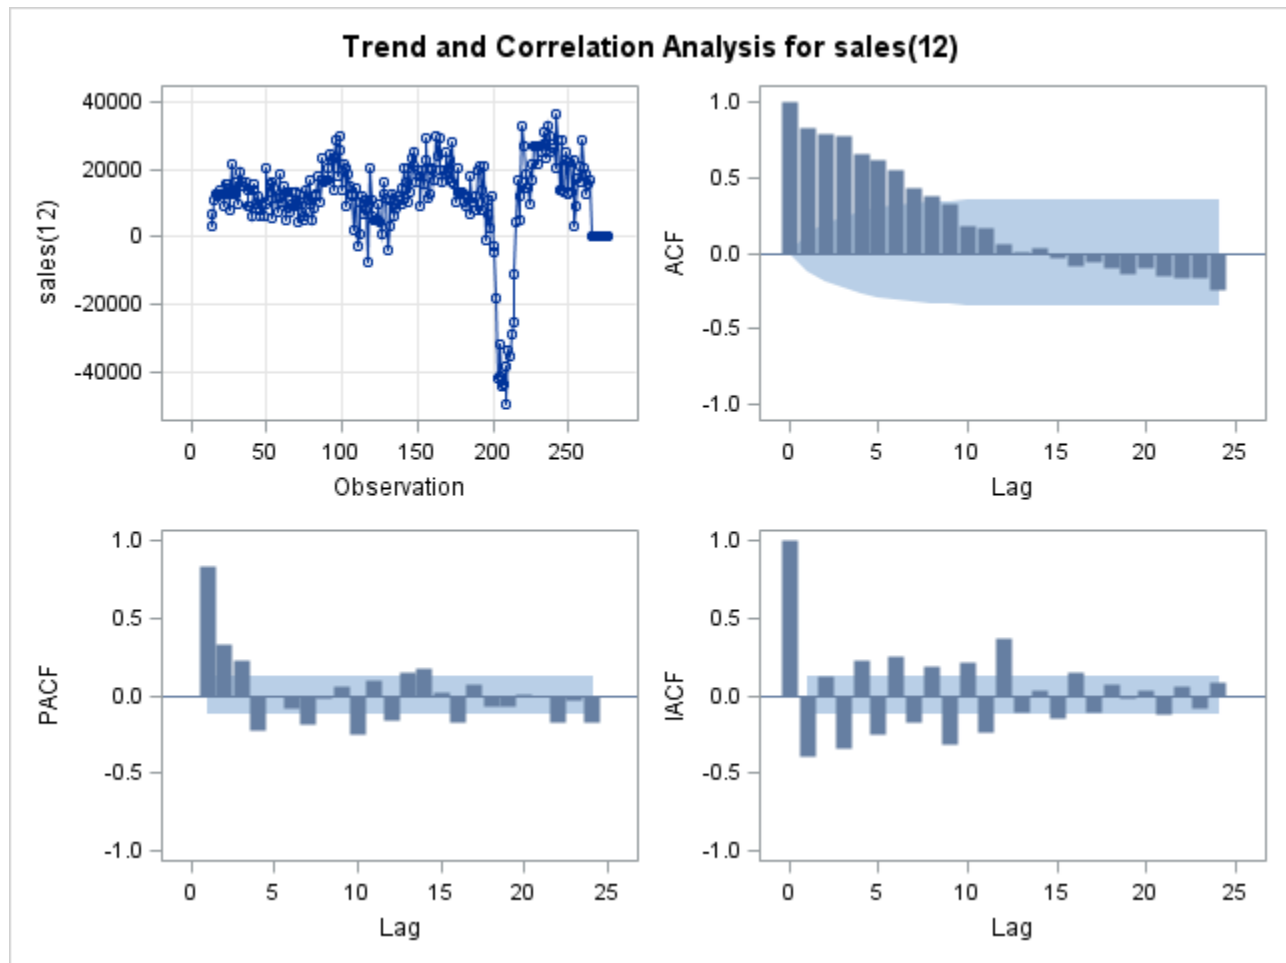 Trend and Correlation Analysis for sales(12)
40000
20000
0
-20000
-40000
sales(12)
0 50 100 150 200 250
Observation
1.0
0.5
0.0
-0.5
-1.0
ACF
0 5 10 15 20 25
Lag
1.0
0.5
0.0
-0.5
-1.0
PACF
0 5 10 15 20 25
Lag
1.0
0.5
0.0
-0.5
-1.0
IACF
0 5 10 15 20 25
Lag